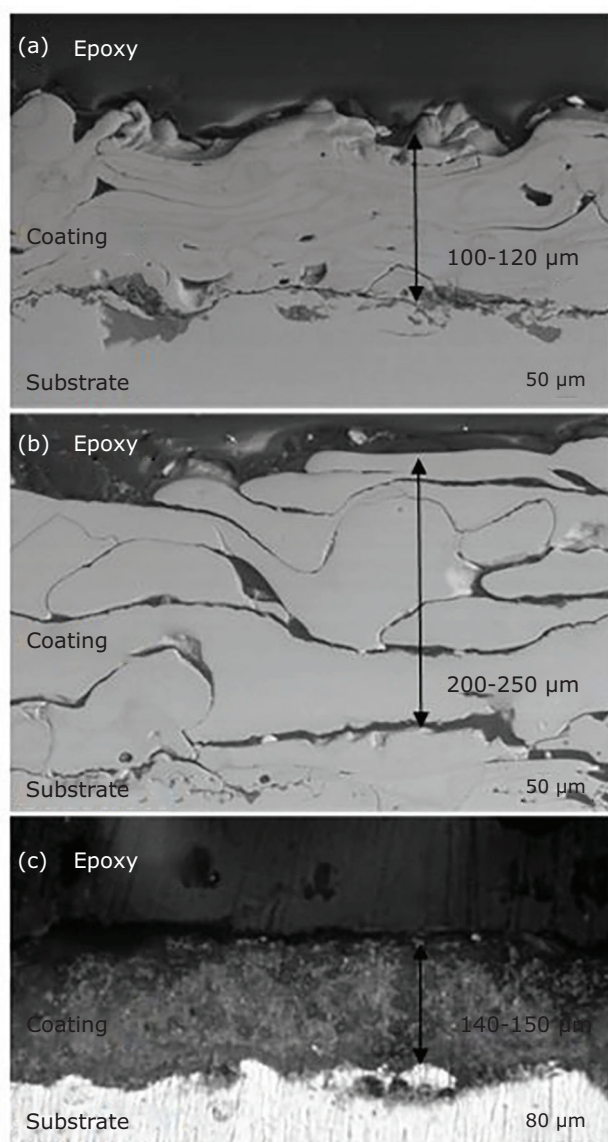 (a) Epoxy
Coating
100-120 µm
Substrate
50 µm
(b) Epoxy
Coating
200-250 µm
Substrate
50 µm
(c) Epoxy
Coating
140-150 µm
Substrate
80 µm